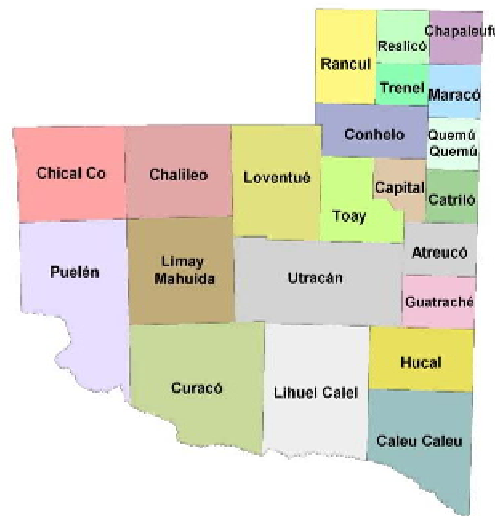 Chapaleufú
Realicó
Rancul
Trenel
Maracó
Conhelo
Quemú
Quemú
Chical Co
Chalileo
Loventué
Capital
Catriló
Toay
Atreucó
Puelén
Limay
Mahuida
Utracán
Guatraché
Hucal
Curacó
Lihuel Calel
Caleu Caleu